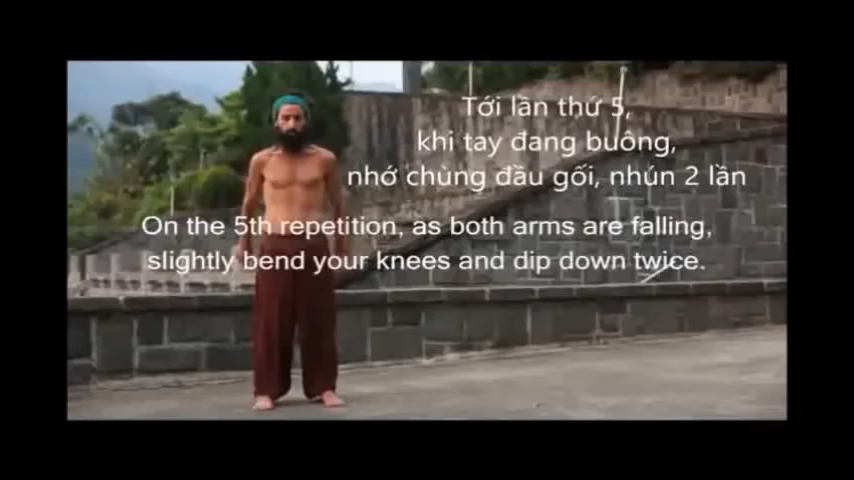 Tới lần thứ 5,
khi tay đang buông,
nhớ chùng đầu gối, nhún 2 lần
On the 5th repetition, as both arms are falling,
slightly bend your knees and dip down twice.